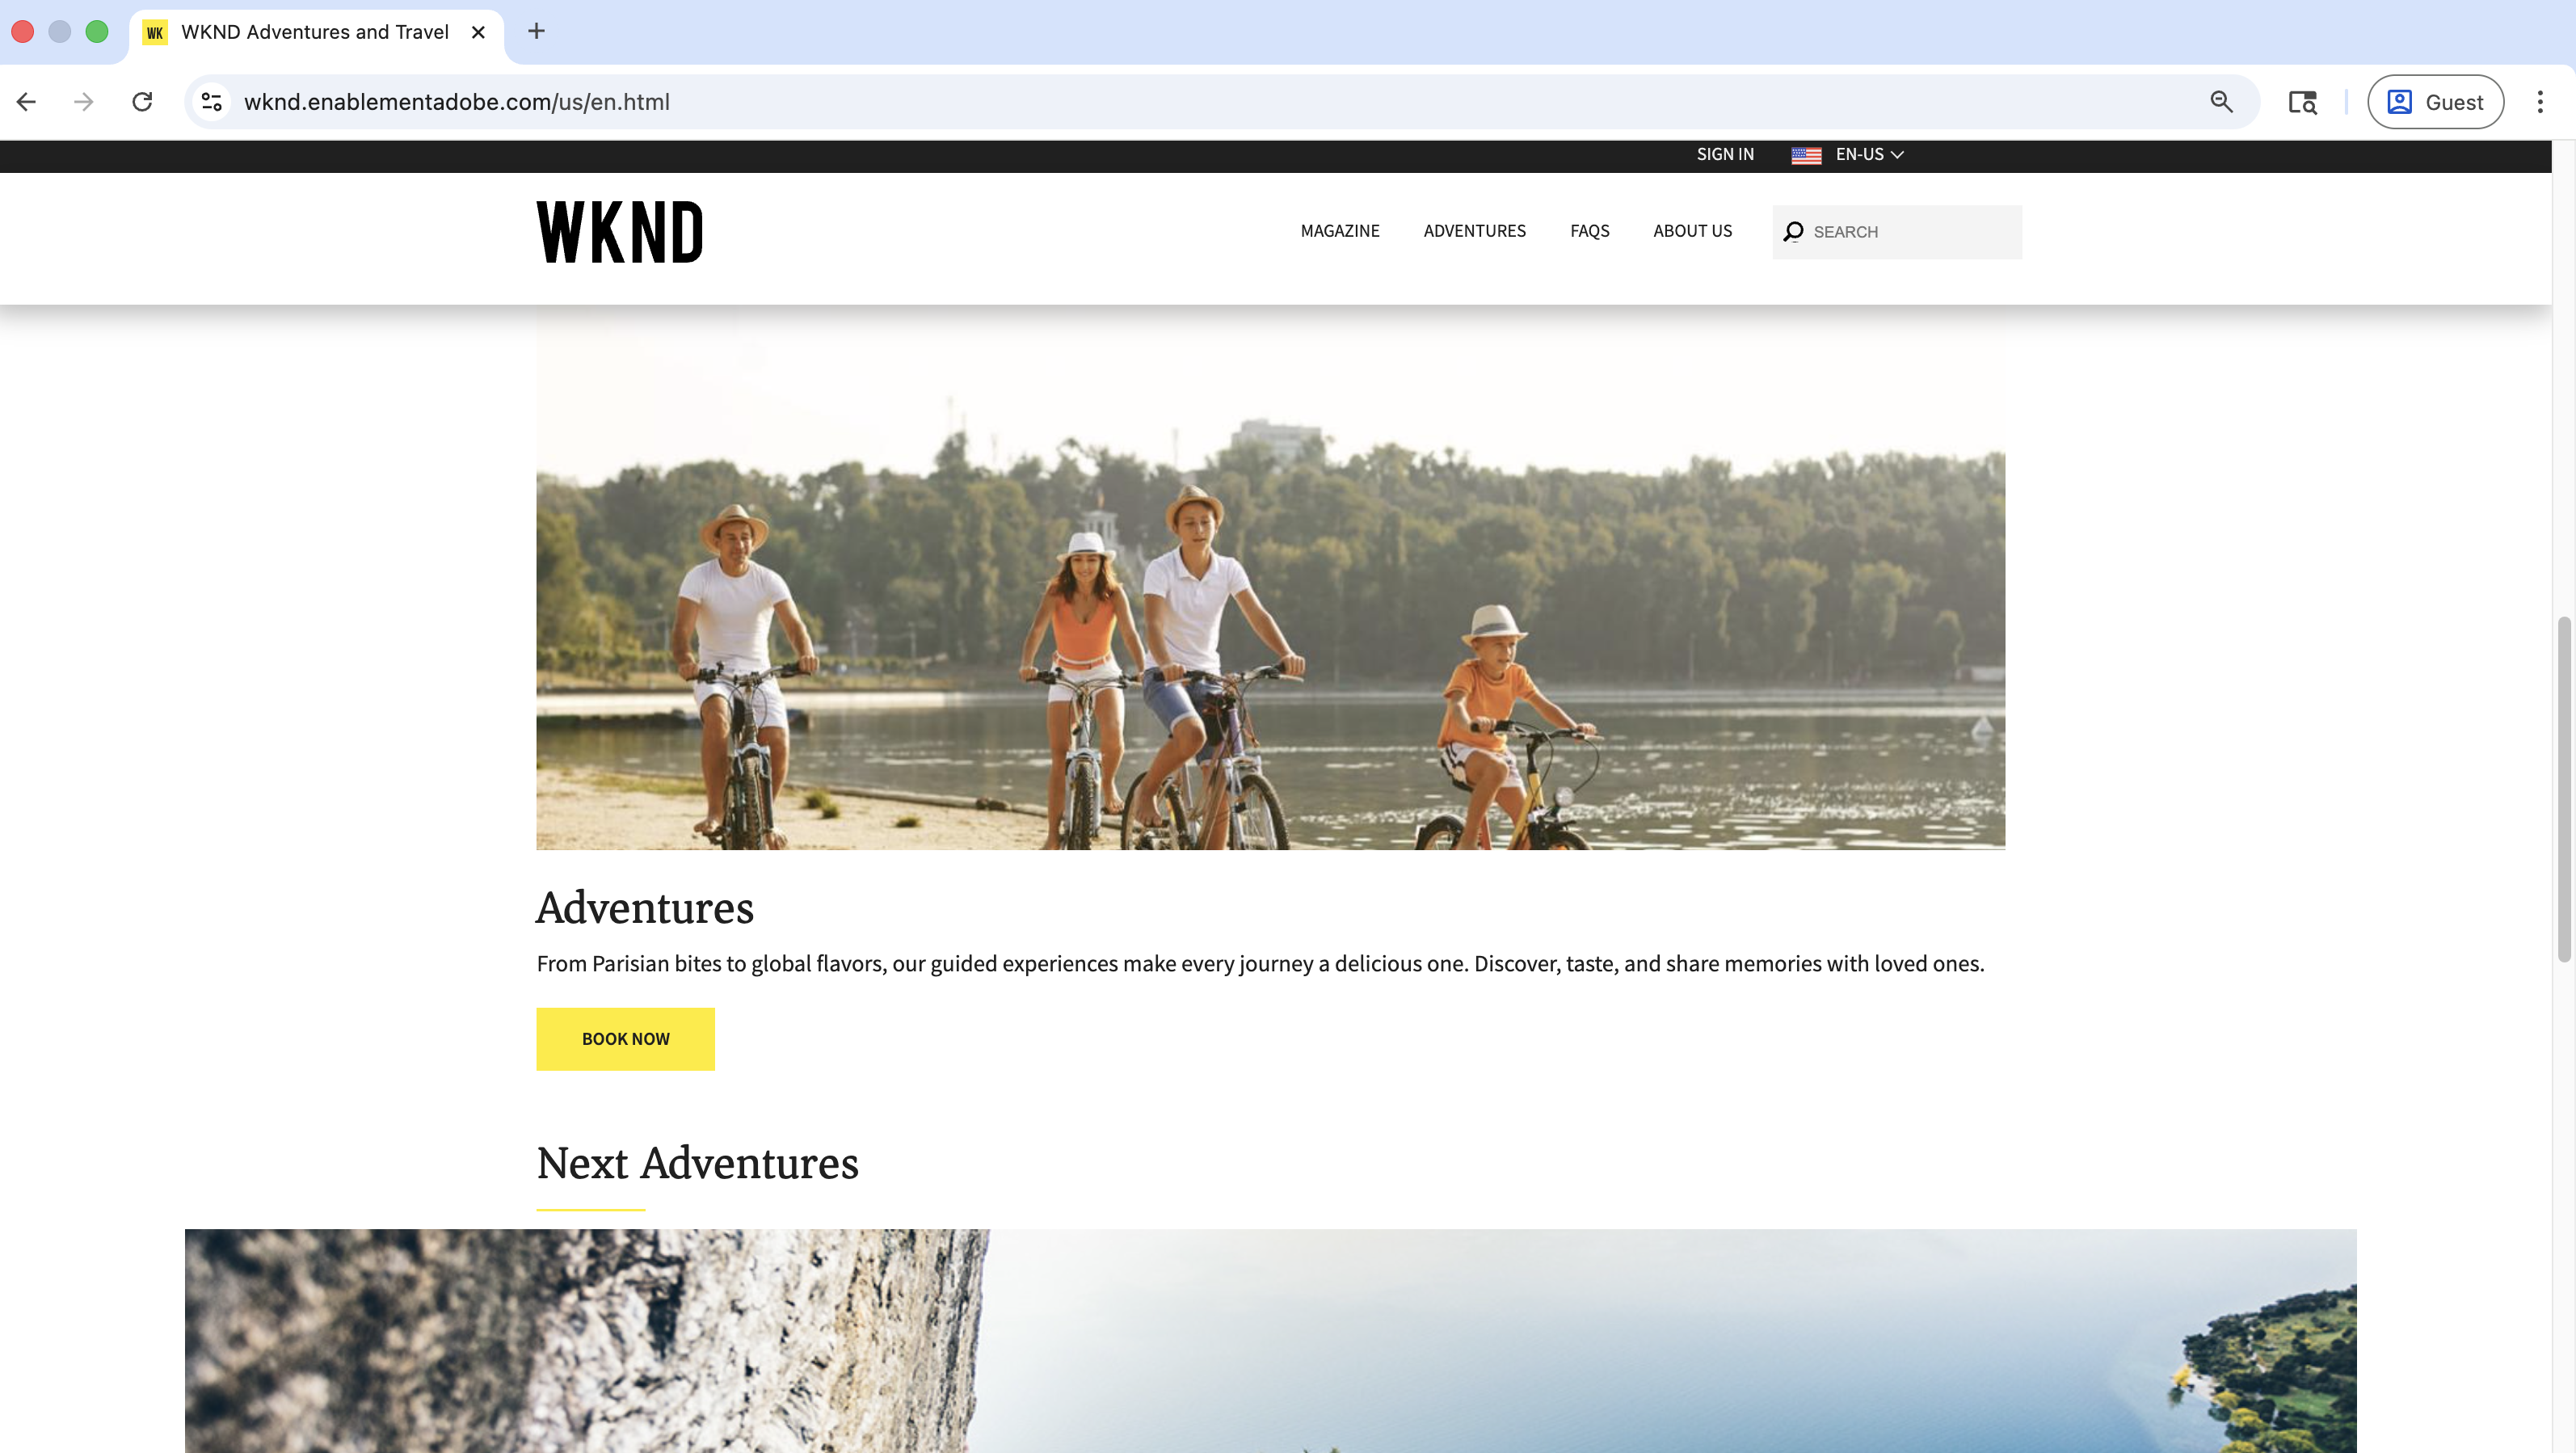 WK WKND Adventures and Travel
wknd.enablementadobe.com/us/en.html
Guest
SIGN IN EN-US
WKND
MAGAZINE ADVENTURES FAQS ABOUT US SEARCH
Adventures
From Parisian bites to global flavors, our guided experiences make every journey a delicious one. Discover, taste, and share memories with loved ones.
BOOK NOW
Next Adventures